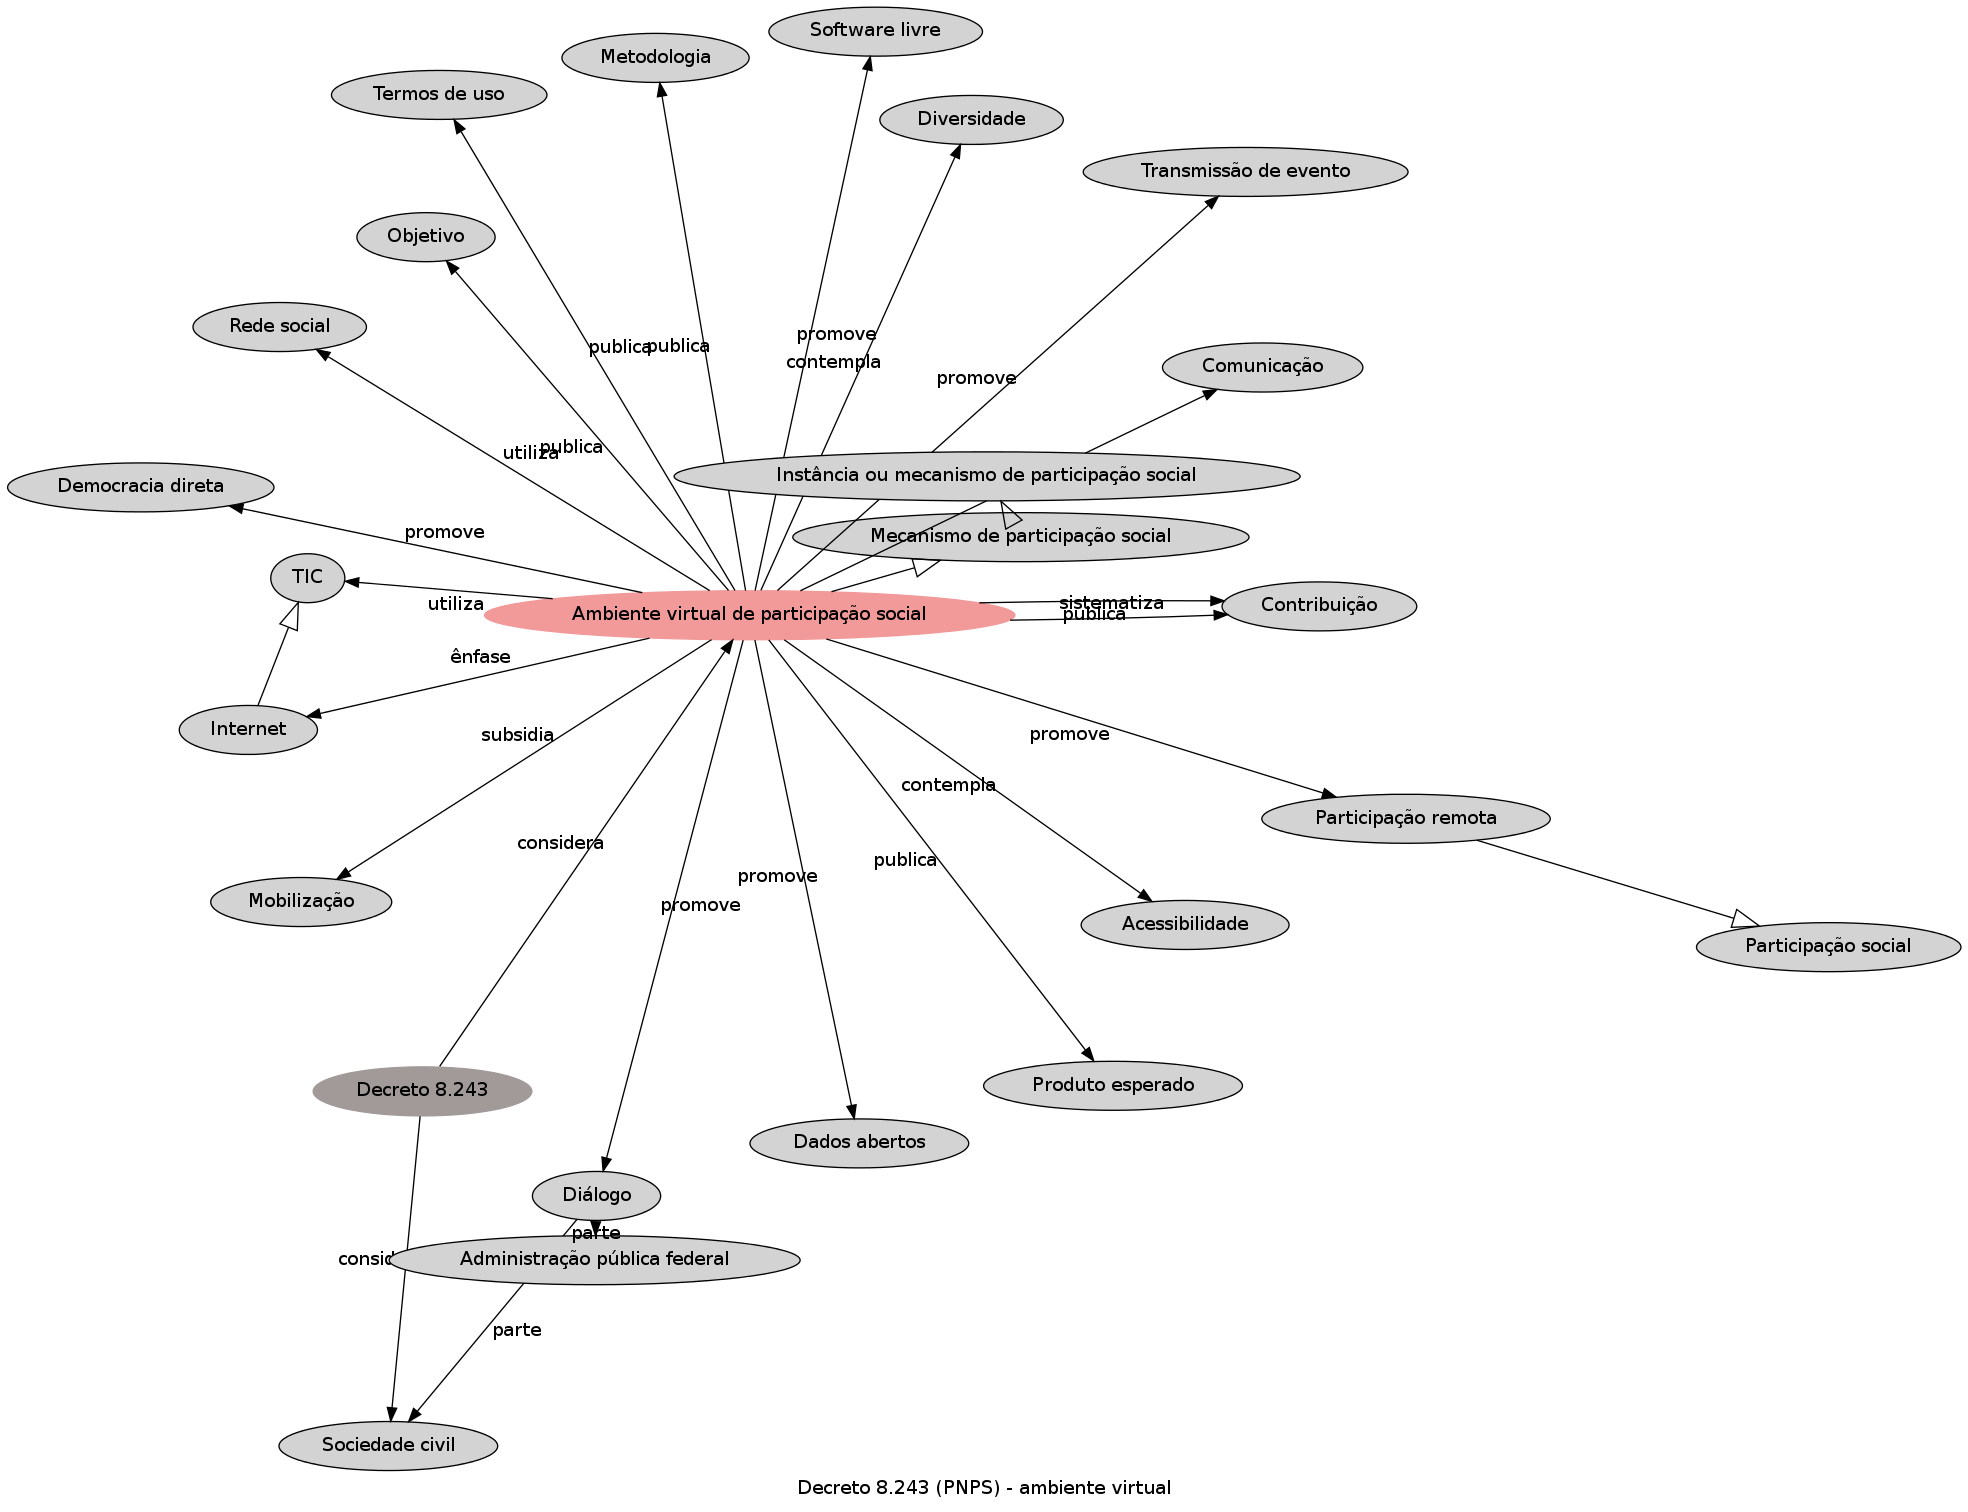 Software livre
Metodologia
Termos de uso
Diversidade
Transmissão de evento
Objetivo
Rede social
promove
publica
publica
contempla
Comunicação
promove
publica
utiliza
Instância ou mecanismo de participação social
Democracia direta
promove
Mecanismo de participação social
TIC
utiliza
sistematiza
Contribuição
publica
Ambiente virtual de participação social
ênfase
Internet
subsidia
promove
contempla
Participação remota
considera
publica
promove
Mobilização
promove
Acessibilidade
Participação social
Decreto 8.243
Produto esperado
Dados abertos
Diálogo
parte
consid
Administração pública federal
parte
Sociedade civil
Decreto 8.243 (PNPS) - ambiente virtual